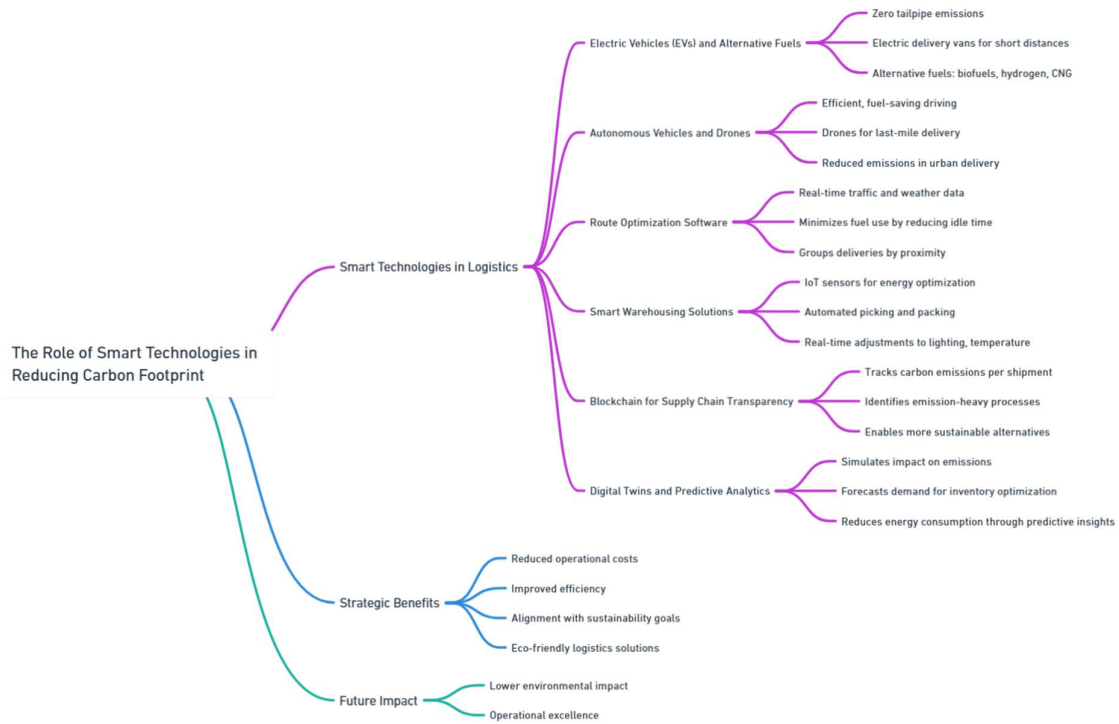 The Role of Smart Technologies in
Reducing Carbon Footprint
Smart Technologies in Logistics
Electric Vehicles (EVs) and Alternative Fuels
Zero tailpipe emissions
Electric delivery vans for short distances
Alternative fuels: biofuels, hydrogen, CNG
Autonomous Vehicles and Drones
Efficient, fuel-saving driving
Drones for last-mile delivery
Reduced emissions in urban delivery
Route Optimization Software
Real-time traffic and weather data
Minimizes fuel use by reducing idle time
Groups deliveries by proximity
Smart Warehousing Solutions
IoT sensors for energy optimization
Automated picking and packing
Real-time adjustments to lighting, temperature
Blockchain for Supply Chain Transparency
Tracks carbon emissions per shipment
Identifies emission-heavy processes
Enables more sustainable alternatives
Digital Twins and Predictive Analytics
Simulates impact on emissions
Forecasts demand for inventory optimization
Reduces energy consumption through predictive insights
Strategic Benefits
Reduced operational costs
Improved efficiency
Alignment with sustainability goals
Eco-friendly logistics solutions
Future Impact
Lower environmental impact
Operational excellence